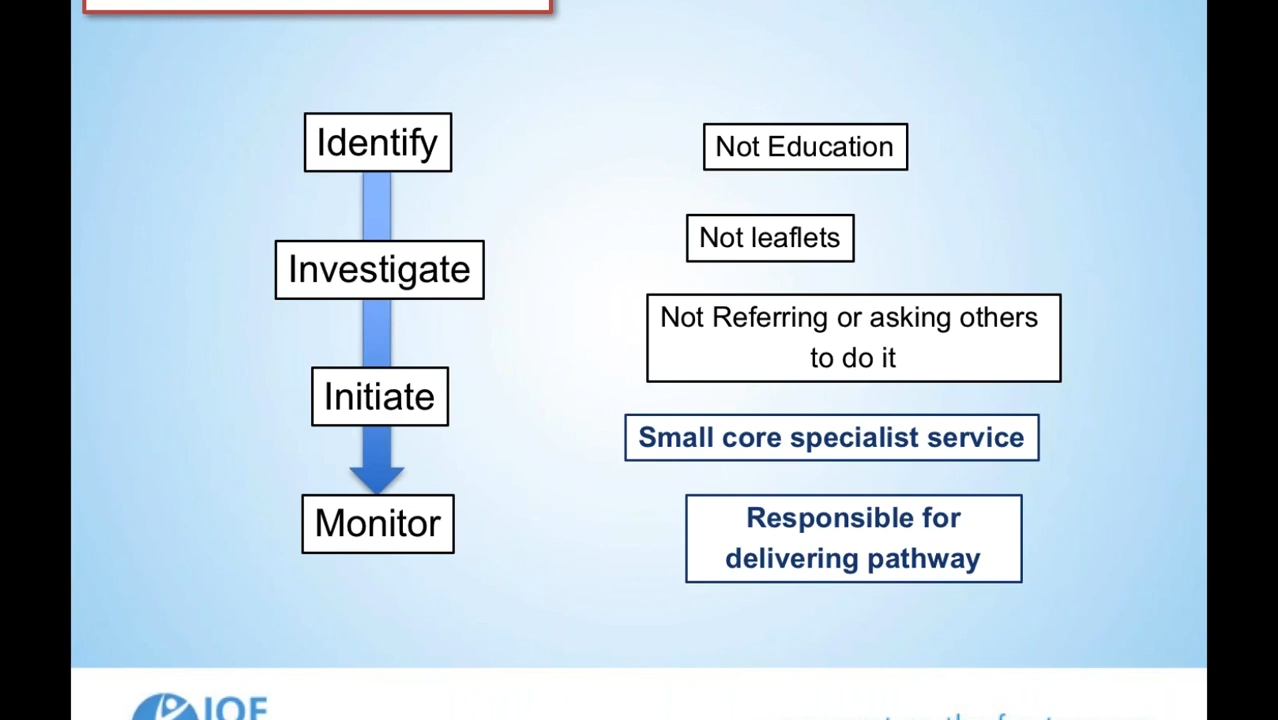 Identify
Investigate
Initiate
Monitor
Not Education
Not leaflets
Not Referring or asking others
to do it
Small core specialist service
Responsible for
delivering pathway
IOF